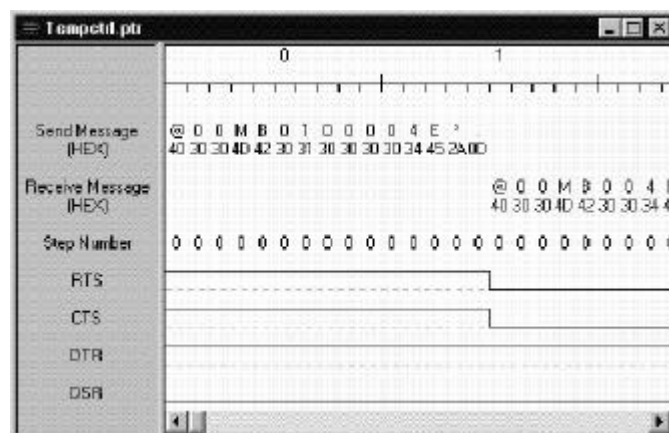 Tempctrl.ptr
0 1
Send Message @ 0 0 M B 0 1 0 0 0 0 4 E * .
(HEX) 40 30 30 4D 42 30 31 30 30 30 30 34 45 2A 0D
Receive Message @ 0 0 M B 0 0 4
(HEX) 40 30 30 4D 42 30 30 34 4
Step Number 0 0 0 0 0 0 0 0 0 0 0 0 0 0 0 0 0 0 0 0 0 0 0
RTS
CTS
DTR
DSR